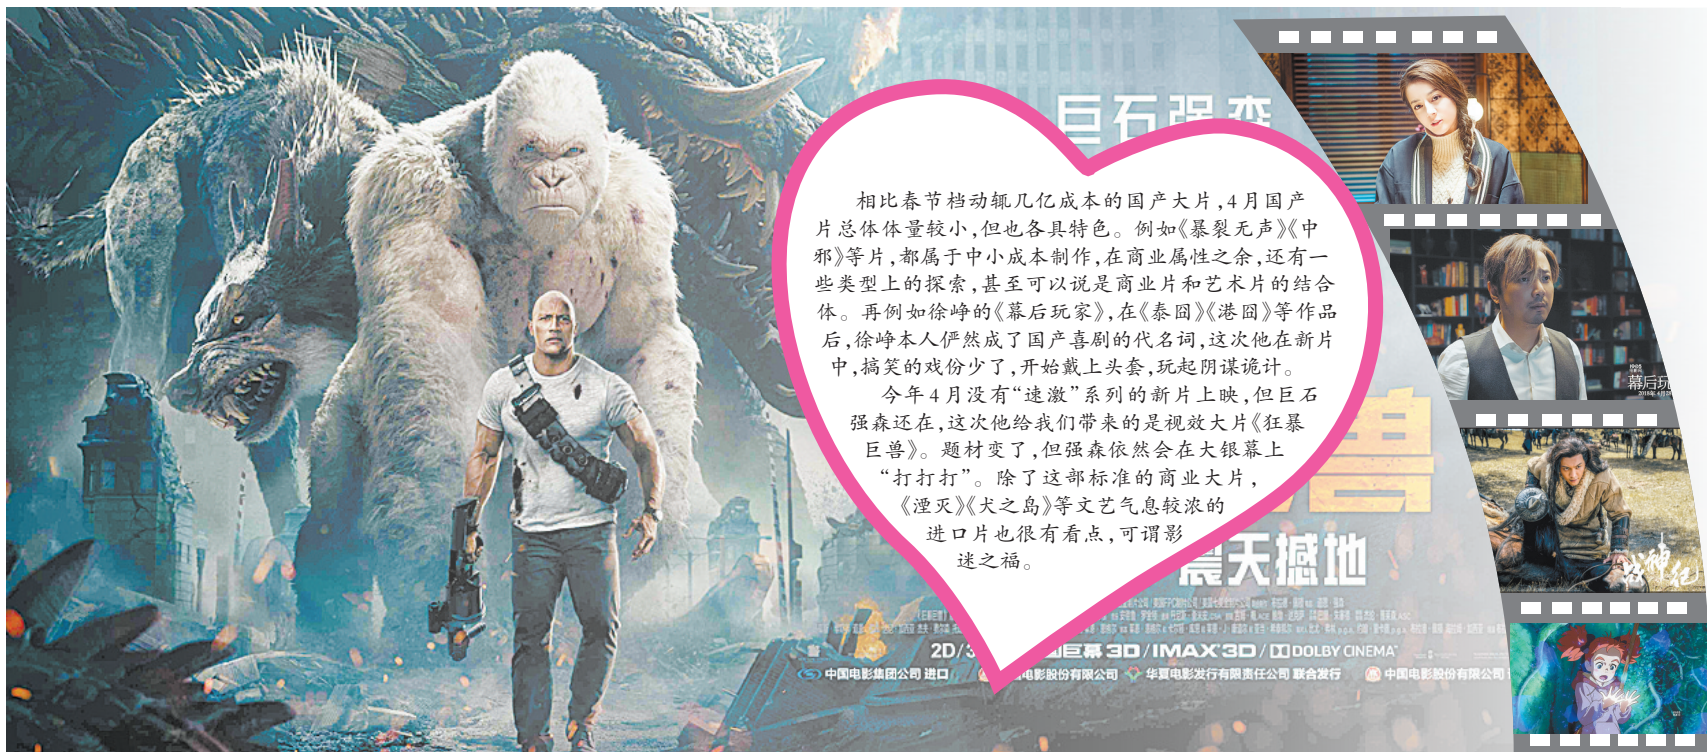 巨石强森
相比春节档动辄几亿成本的国产大片,4月国产
片总体体量较小,但也各具特色。例如《暴裂无声》《中
邪》等片,都属于中小成本制作,在商业属性之余,还有一
些类型上的探索,甚至可以说是商业片和艺术片的结合
体。再例如徐峥的《幕后玩家》,在《泰囧》《港囧》等作品
后,徐峥本人俨然成了国产喜剧的代名词,这次他在新片
中,搞笑的戏份少了,开始戴上头套,玩起阴谋诡计。
今年4月没有“速激”系列的新片上映,但巨石
强森还在,这次他给我们带来的是视效大片《狂暴
巨兽》。题材变了,但强森依然会在大银幕上
“打打打”。除了这部标准的商业大片,
《湮灭》《犬之岛》等文艺气息较浓的
进口片也很有看点,可谓影
迷之福。
兽
震天撼地
2D/3
巨幕3D/IMAX 3D/DOLBY CINEMA
中国电影集团公司 进口
电影股份有限公司
华夏电影发行有限责任公司 联合发行
中国电影股份有限公司
幕后玩
战神纪